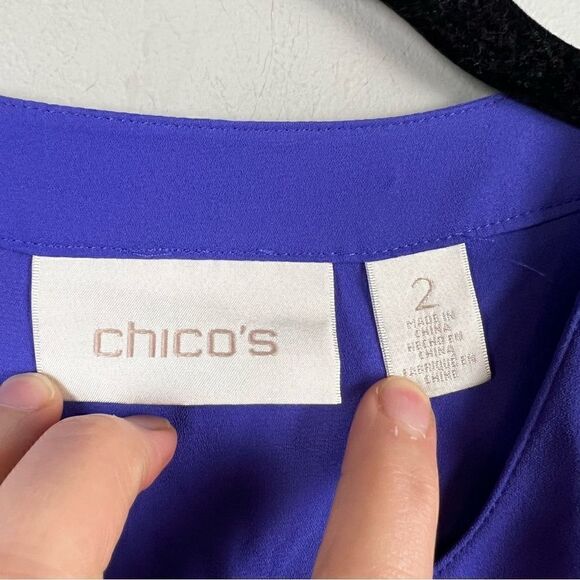 chico's
2
MADE IN
CHINA
HECHO EN
CHINA
FABRIQUÉ EN
CHINE